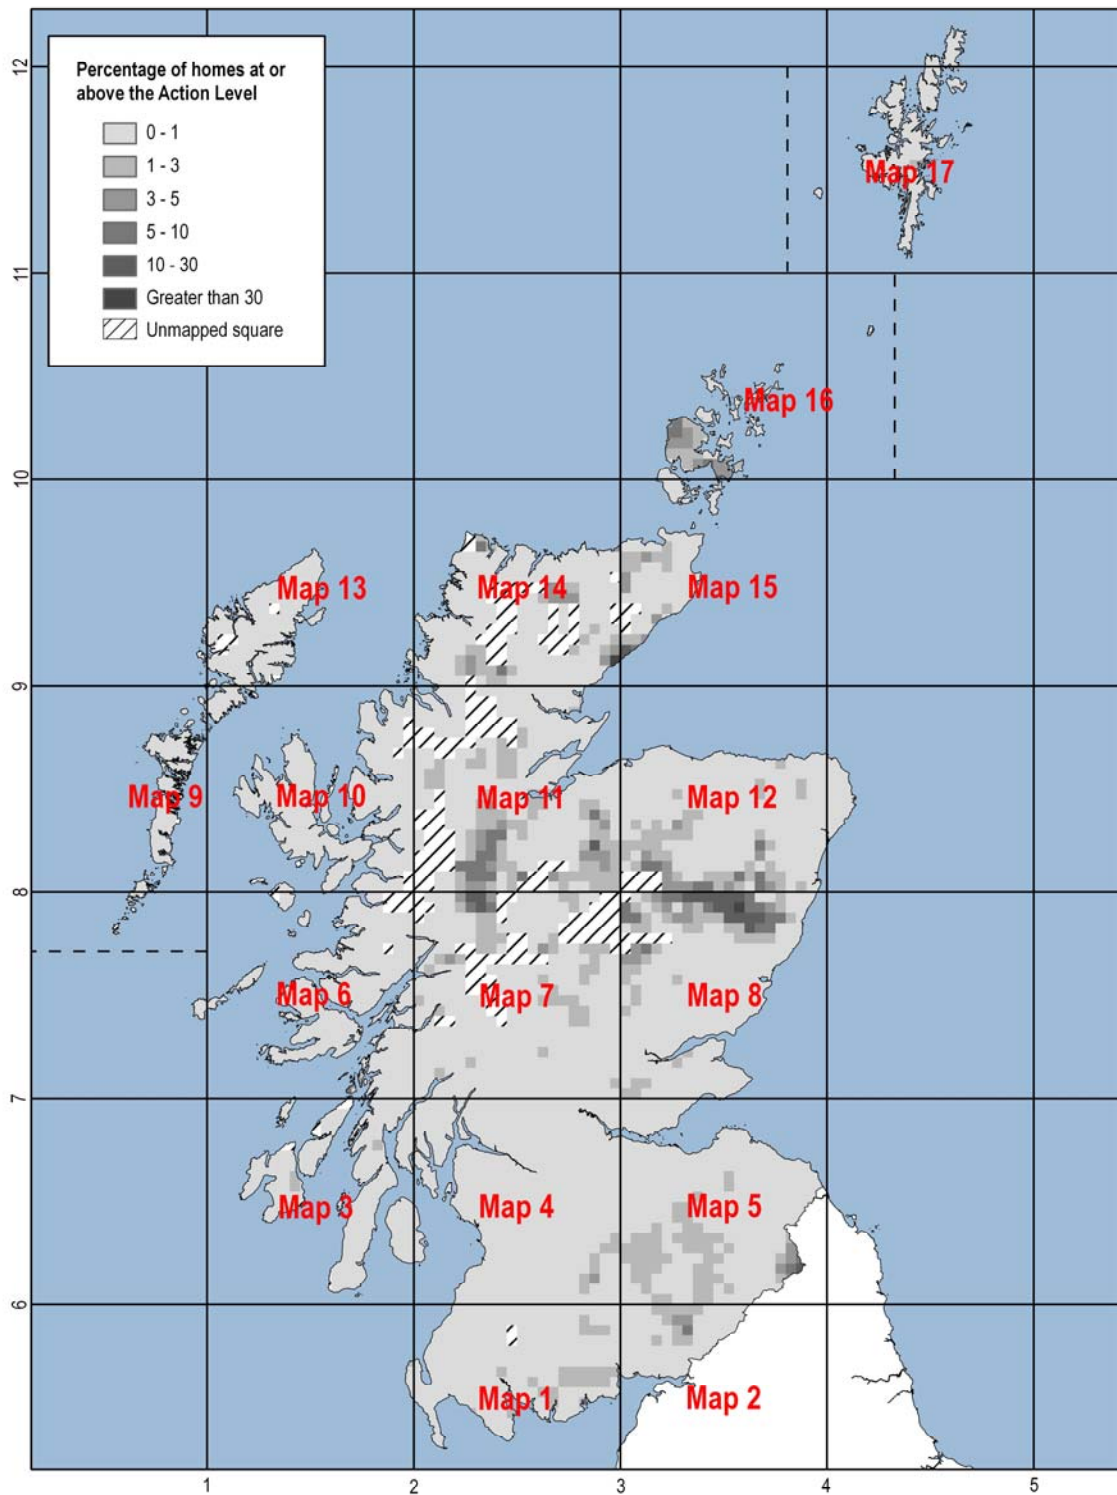 Percentage of homes at or
above the Action Level
0 - 1
1 - 3
3 - 5
5 - 10
10 - 30
Greater than 30
Unmapped square
12
Map 17
11
Map 16
10
Map 13
Map 14
Map 15
9
Map 9
Map 10
Map 11
Map 12
8
Map 6
Map 7
Map 8
7
Map 3
Map 4
Map 5
6
Map 1
Map 2
1
2
3
4
5